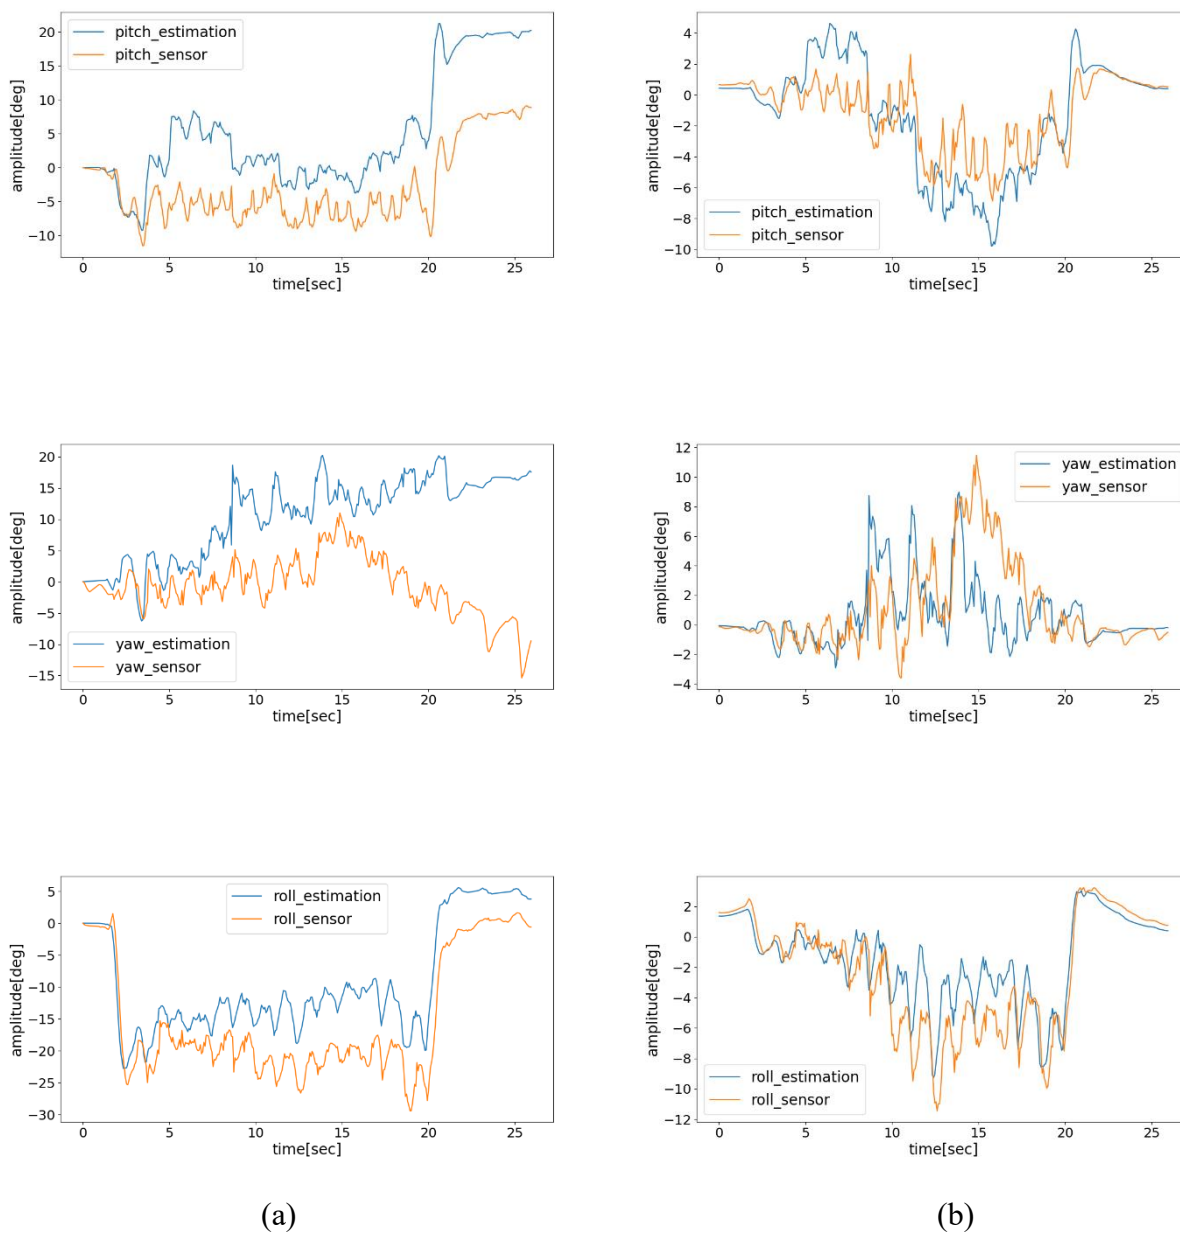 pitch_estimation
pitch_sensor
amplitude[deg]
20
15
10
5
0
−5
−10
0 5 10 15 20 25
time[sec]
pitch_estimation
pitch_sensor
amplitude[deg]
4
2
0
−2
−4
−6
−8
−10
0 5 10 15 20 25
time[sec]
yaw_estimation
yaw_sensor
amplitude[deg]
20
15
10
5
0
−5
−10
−15
0 5 10 15 20 25
time[sec]
yaw_estimation
yaw_sensor
amplitude[deg]
12
10
8
6
4
2
0
−2
−4
0 5 10 15 20 25
time[sec]
roll_estimation
roll_sensor
amplitude[deg]
5
0
−5
−10
−15
−20
−25
−30
0 5 10 15 20 25
time[sec]
roll_estimation
roll_sensor
amplitude[deg]
2
0
−2
−4
−6
−8
−10
−12
0 5 10 15 20 25
time[sec]
(a)
(b)